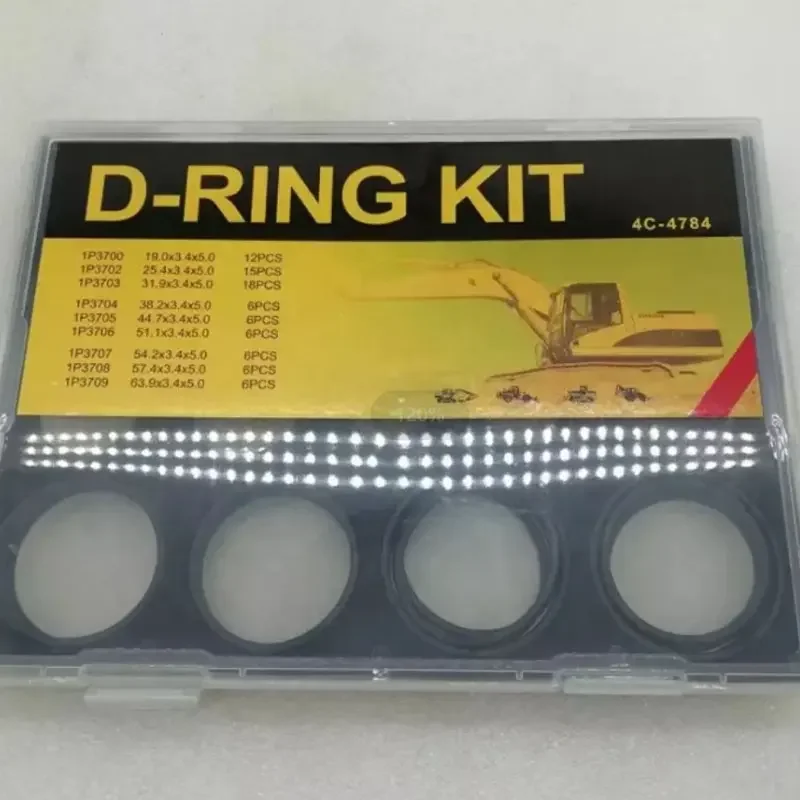 D-RING KIT
4C-4784
1P3700 19.0x3.4x5.0 12PCS
1P3702 25.4x3.4x5.0 15PCS
1P3703 31.9x3.4x5.0 18PCS
1P3704 38.2x3.4x5.0 6PCS
1P3705 44.7x3.4x5.0 6PCS
1P3706 51.1x3.4x5.0 6PCS
1P3707 54.2x3.4x5.0 6PCS
1P3708 57.4x3.4x5.0 6PCS
1P3709 63.9x3.4x5.0 6PCS
120%